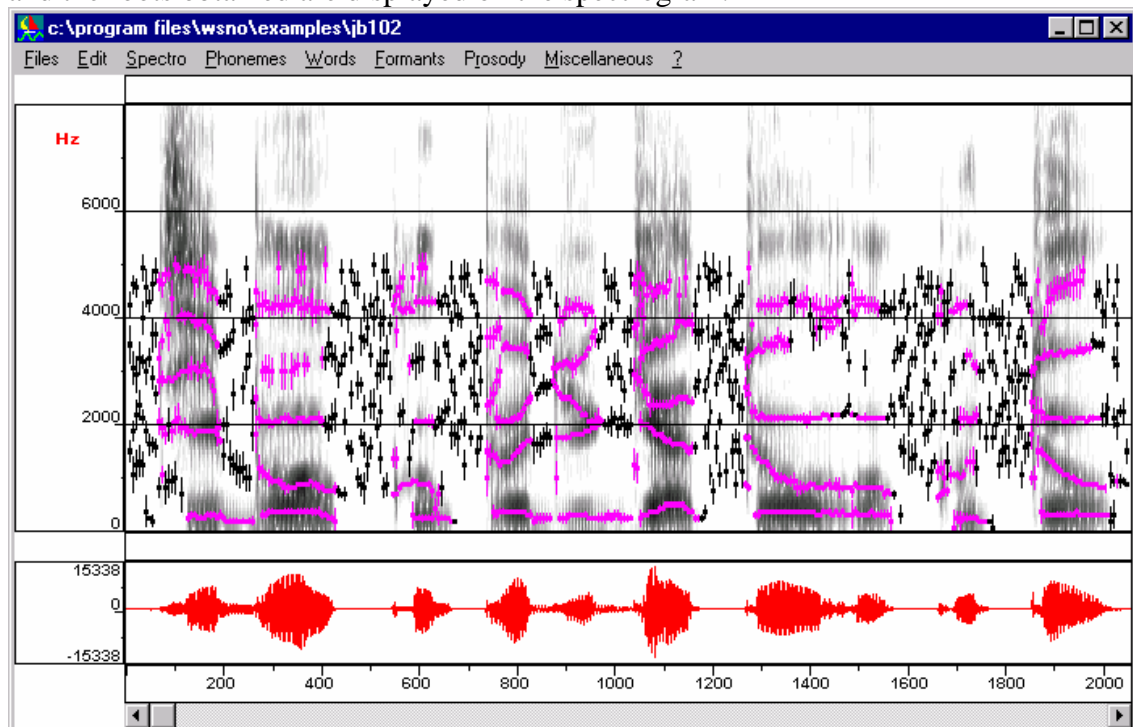 and the roots obtained are displayed on the spectrogram.
c:\program files\wsno\examples\jb102
Files Edit Spectro Phonemes Words Formants Prosody Miscellaneous ?
Hz
6000
4000
2000
0
15338
0
-15338
200 400 600 800 1000 1200 1400 1600 1800 2000